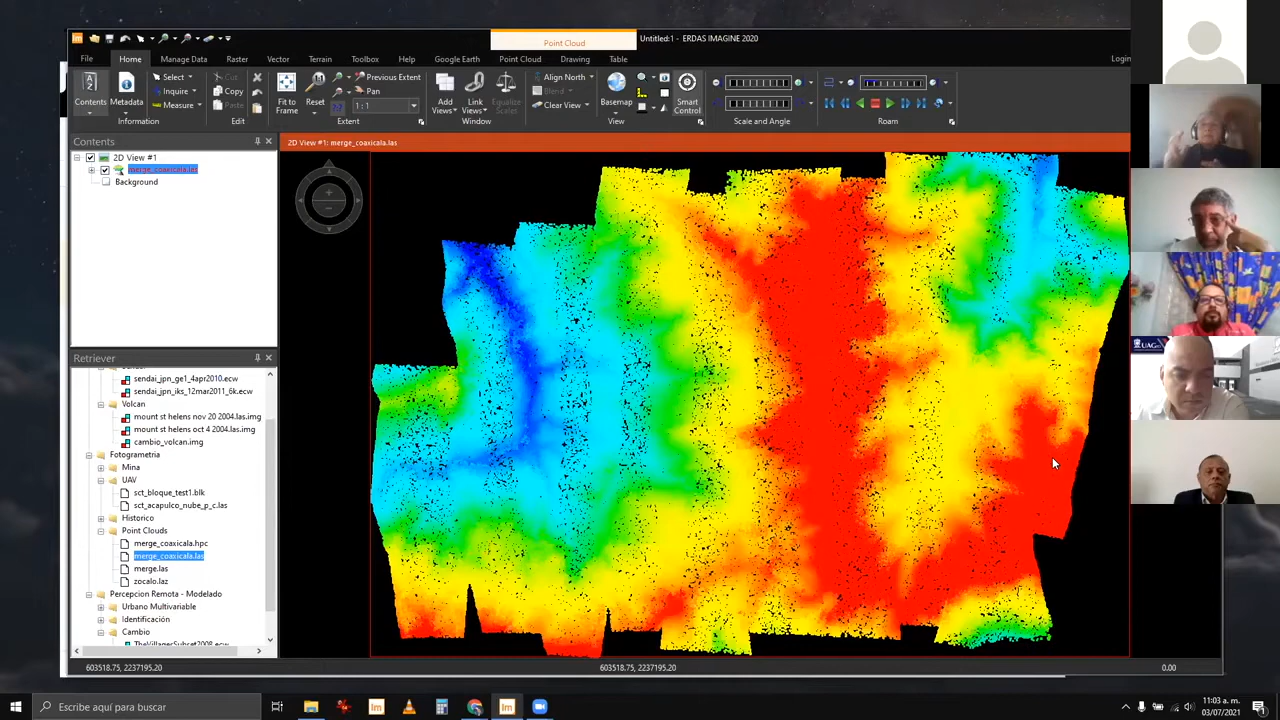 Point Cloud
Untitled:1 - ERDAS IMAGINE 2020
File
Home
Manage Data
Raster
Vector
Terrain
Toolbox
Help
Google Earth
Point Cloud
Drawing
Table
Login
Contents
Metadata
Information
Select
Inquire
Measure
Copy
Paste
Edit
Fit to Frame
Reset
Previous Extent
Pan
1 : 1
Extent
Add Views
Link Views
Equalize Scales
Window
Align North
Blend
Clear View
Basemap
View
Smart Control
Scale and Angle
Roam
Contents
2D View #1
merge_coaxicala.las
Background
2D View #1: merge_coaxicala.las
Retriever
sendai_jpn_ge1_4apr2010.ecw
sendai_jpn_iks_12mar2011_6k.ecw
Volcan
mount st helens nov 20 2004.las.img
mount st helens oct 4 2004.las.img
cambio_volcan.img
Fotogrametria
Mina
UAV
sct_bloque_test1.blk
sct_acapulco_nube_p_c.las
Historico
Point Clouds
merge_coaxicala.hpc
merge_coaxicala.las
merge.las
zocalo.laz
Percepcion Remota - Modelado
Urbano Multivariable
Identificación
Cambio
TheVillagesSubset2008.ecw
603518.75, 2237195.20
603518.75, 2237195.20
0.00
UAG
Escribe aquí para buscar
11:03 a. m.
03/07/2021